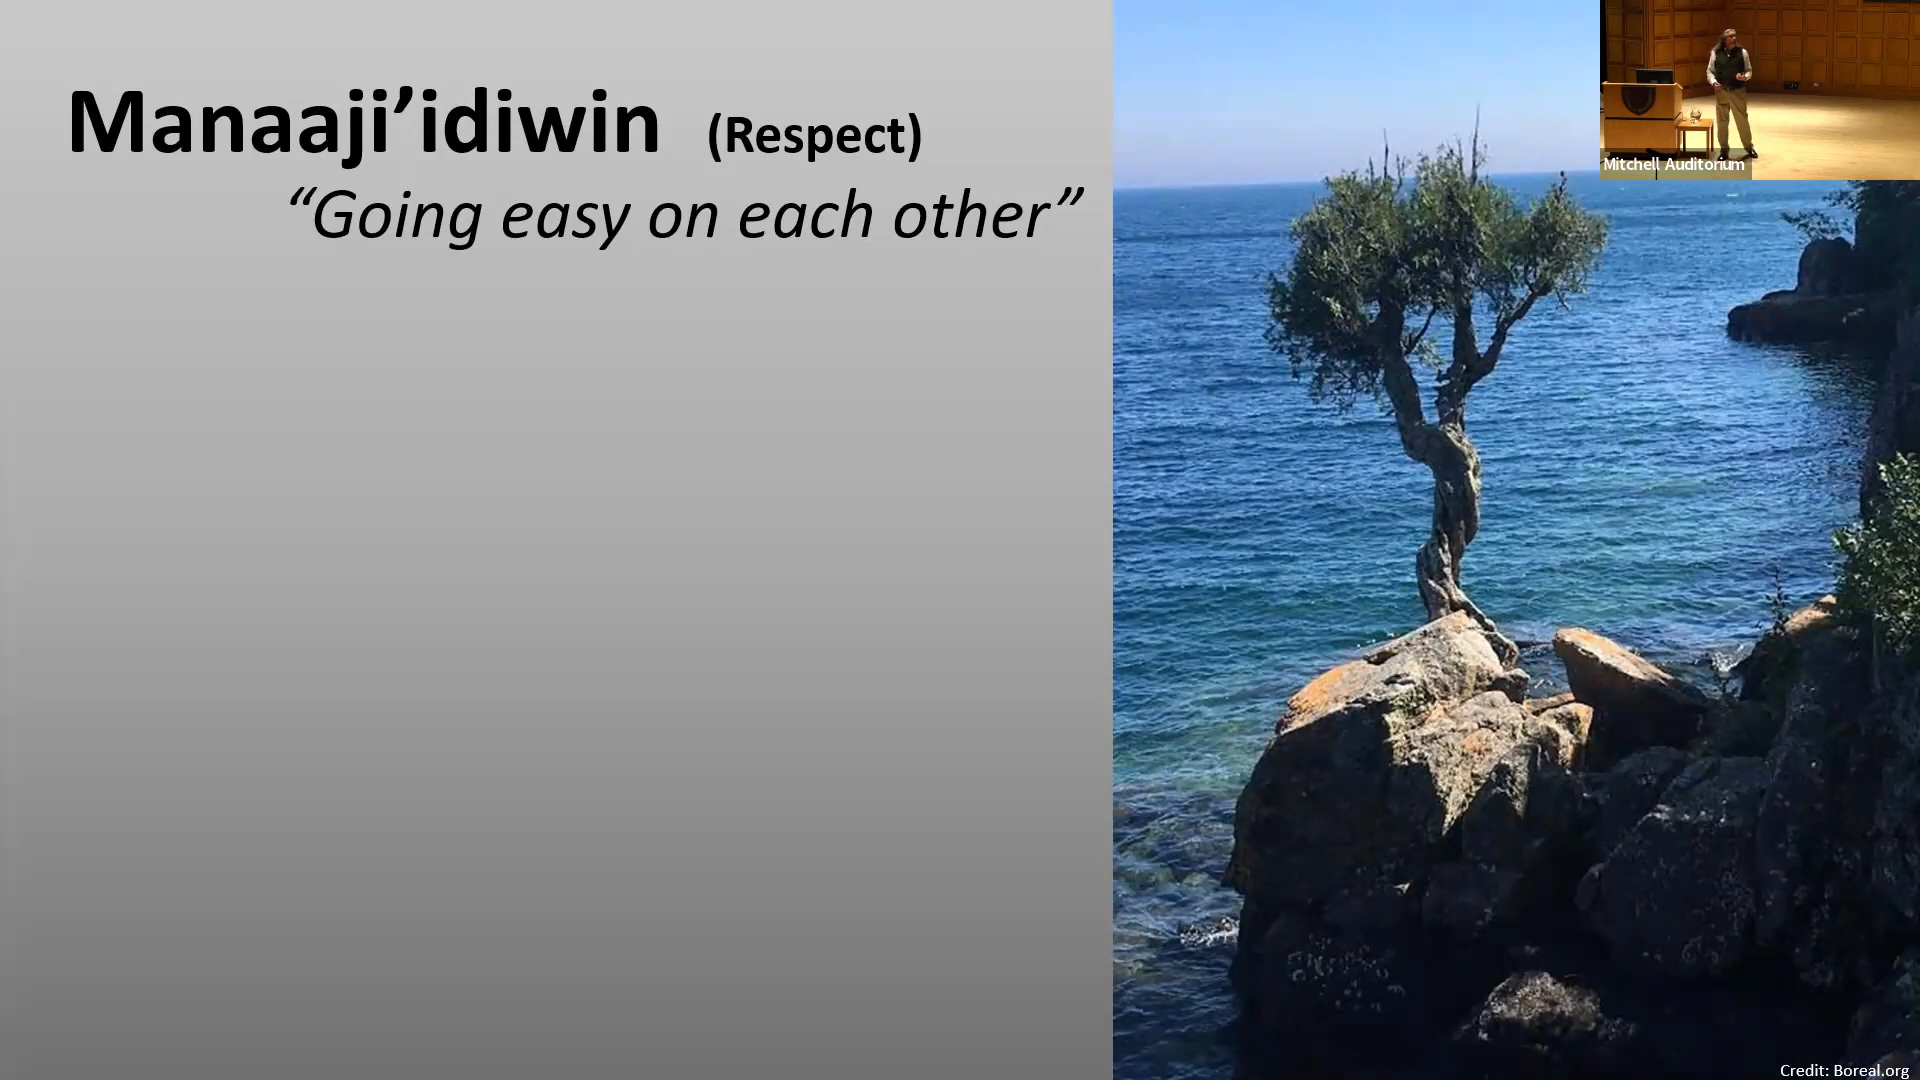 Manaaji’idiwin (Respect)
“Going easy on each other”
Mitchell Auditorium
Credit: Boreal.org